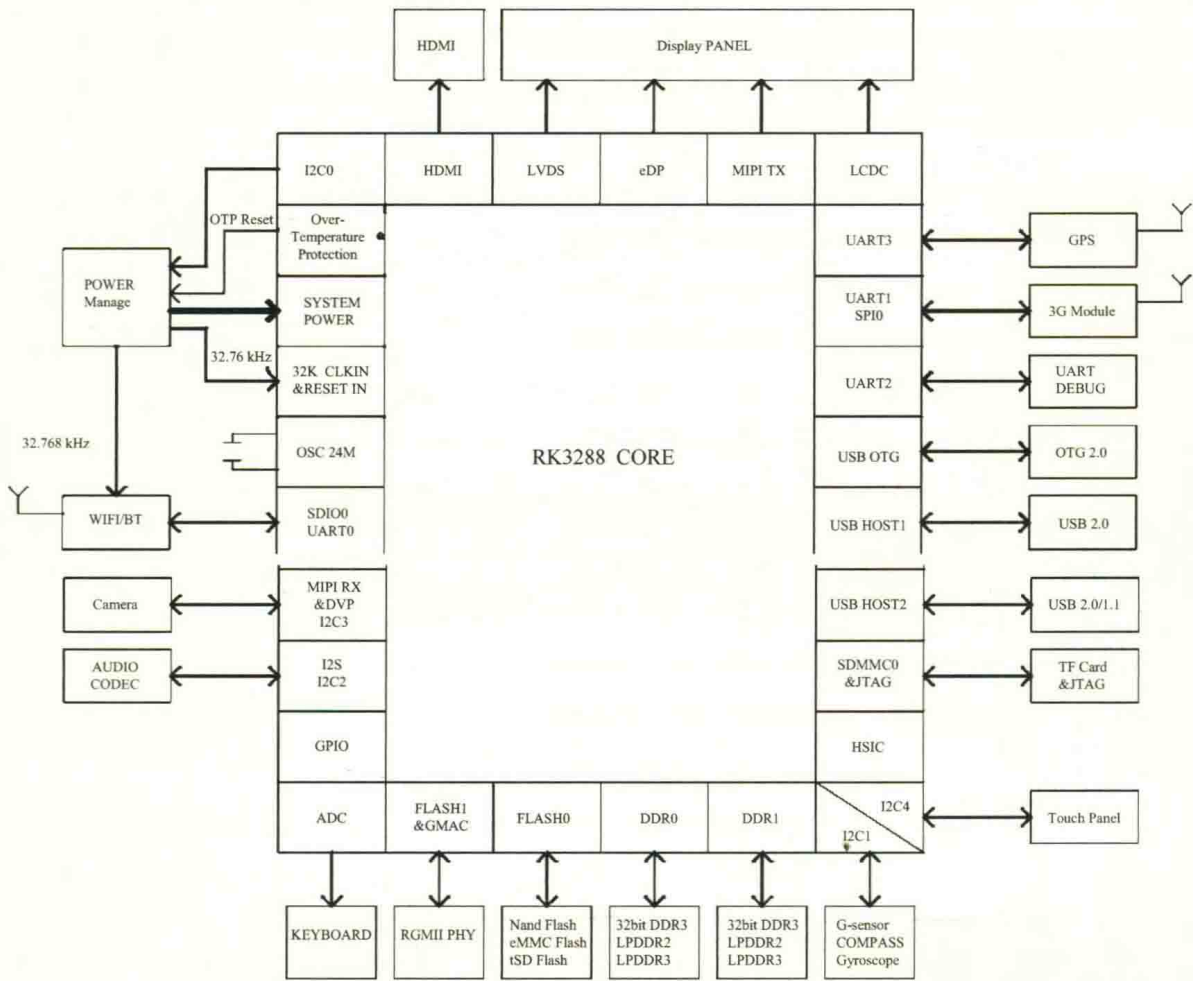 HDMI
Display PANEL
I2C0
HDMI
LVDS
eDP
MIPI TX
LCDC
OTP Reset
Over-
Temperature
Protection
UART3
GPS
POWER
Manage
SYSTEM
POWER
UART1
SPI0
3G Module
32.76 kHz
32K CLKIN
&RESET IN
UART2
UART
DEBUG
32.768 kHz
OSC 24M
RK3288 CORE
USB OTG
OTG 2.0
WIFI/BT
SDIO0
UART0
USB HOST1
USB 2.0
Camera
MIPI RX
&DVP
I2C3
USB HOST2
USB 2.0/1.1
AUDIO
CODEC
I2S
I2C2
SDMMC0
&JTAG
TF Card
&JTAG
GPIO
HSIC
ADC
FLASH1
&GMAC
FLASH0
DDR0
DDR1
I2C4
I2C1
Touch Panel
KEYBOARD
RGMII PHY
Nand Flash
eMMC Flash
tSD Flash
32bit DDR3
LPDDR2
LPDDR3
32bit DDR3
LPDDR2
LPDDR3
G-sensor
COMPASS
Gyroscope